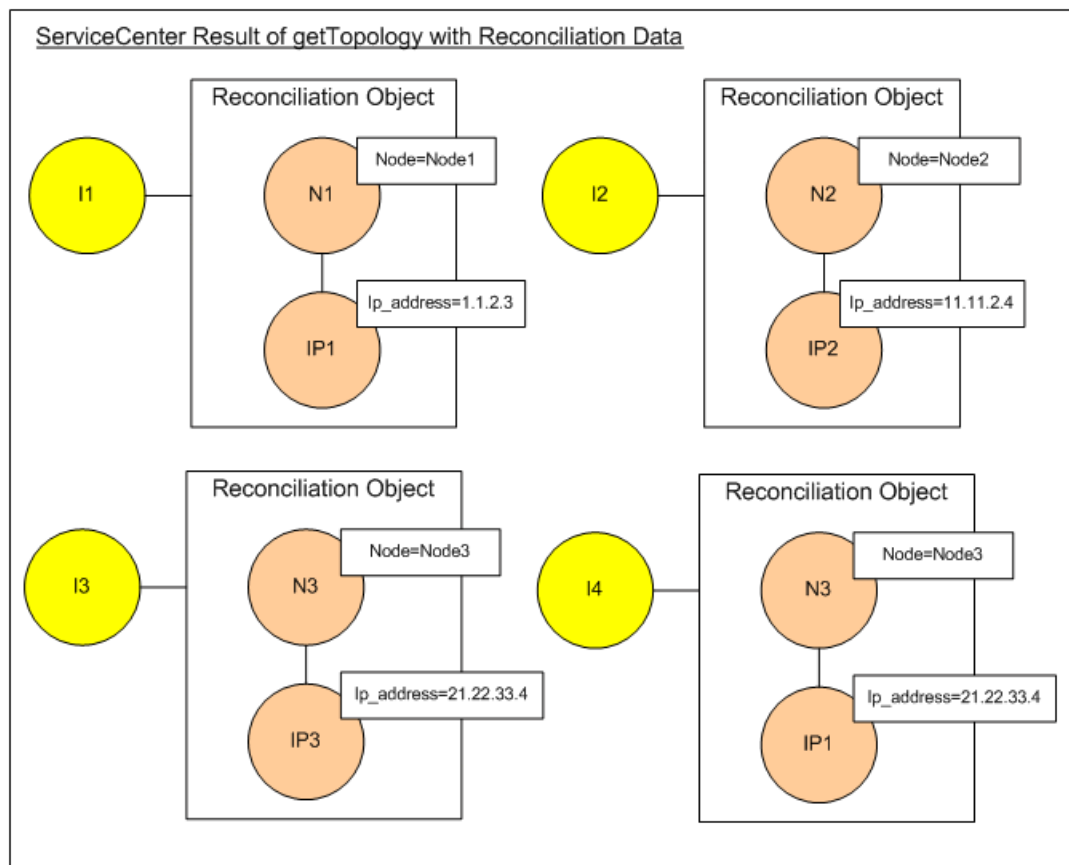 ServiceCenter Result of getTopology with Reconciliation Data
Reconciliation Object
I1
N1
Node=Node1
Ip_address=1.1.2.3
IP1
Reconciliation Object
I2
N2
Node=Node2
Ip_address=11.11.2.4
IP2
Reconciliation Object
I3
N3
Node=Node3
Ip_address=21.22.33.4
IP3
Reconciliation Object
I4
N3
Node=Node3
Ip_address=21.22.33.4
IP1